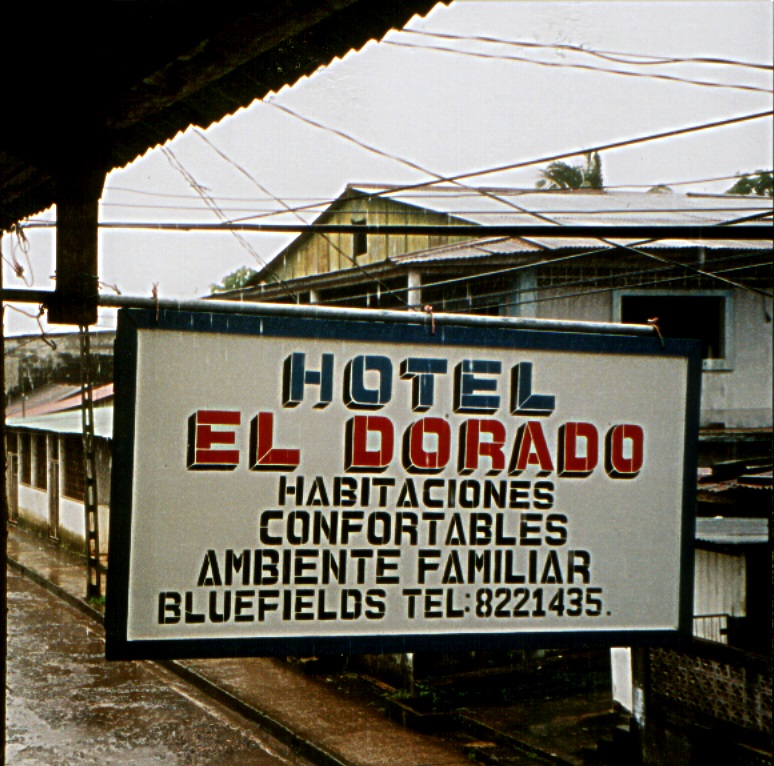 HOTEL
EL DORADO
HABITACIONES
CONFORTABLES
AMBIENTE FAMILIAR
BLUEFIELDS TEL:8221435.